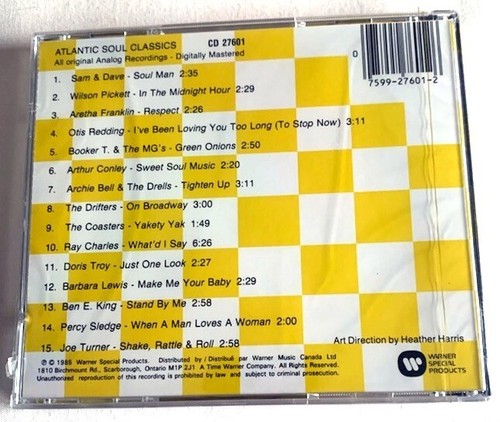 ATLANTIC SOUL CLASSICS CD 27601
All original Analog Recordings - Digitally Mastered
0 7599-27601-2
1. Sam & Dave - Soul Man 2:35
2. Wilson Pickett - In The Midnight Hour 2:29
3. Aretha Franklin - Respect 2:26
4. Otis Redding - I've Been Loving You Too Long (To Stop Now) 3:11
5. Booker T. & The MG's - Green Onions 2:50
6. Arthur Conley - Sweet Soul Music 2:20
7. Archie Bell & The Drells - Tighten Up 3:11
8. The Drifters - On Broadway 3:00
9. The Coasters - Yakety Yak 1:49
10. Ray Charles - What'd I Say 6:26
11. Doris Troy - Just One Look 2:27
12. Barbara Lewis - Make Me Your Baby 2:29
13. Ben E. King - Stand By Me 2:58
14. Percy Sledge - When A Man Loves A Woman 2:00
15. Joe Turner - Shake, Rattle & Roll 2:58
Art Direction by Heather Harris
℗ © 1985 Warner Special Products. Distributed by / Distribué par Warner Music Canada Ltd
1810 Birchmount Rd., Scarborough, Ontario M1P 2J1 A Time Warner Company. All Rights Reserved.
Unauthorized reproduction of this recording is prohibited by law and subject to criminal prosecution.
WARNER
SPECIAL
PRODUCTS